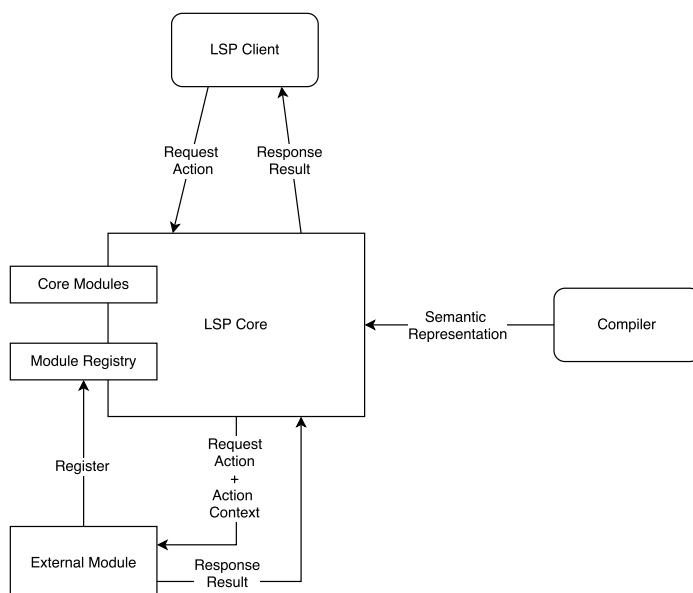 LSP Client
Request
Action
Response
Result
Core Modules
LSP Core
Semantic
Representation
Compiler
Module Registry
Register
Request
Action
+
Action
Context
External Module
Response
Result